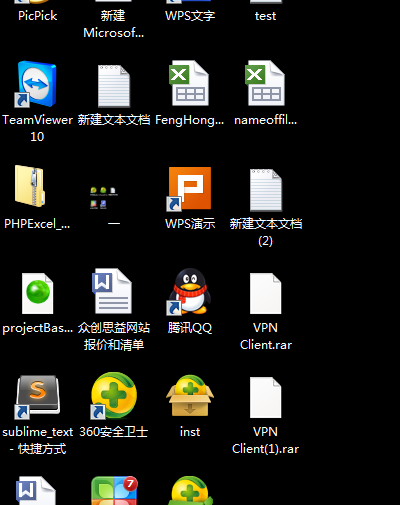 PicPick
新建
Microsof...
WPS文字
test
TeamViewer
10
新建文本文档
FengHong...
nameoffil...
PHPExcel_...
一
WPS演示
新建文本文档
(2)
projectBas...
众创思益网站
报价和清单
腾讯QQ
VPN
Client.rar
sublime_text
- 快捷方式
360安全卫士
inst
VPN
Client(1).rar
7